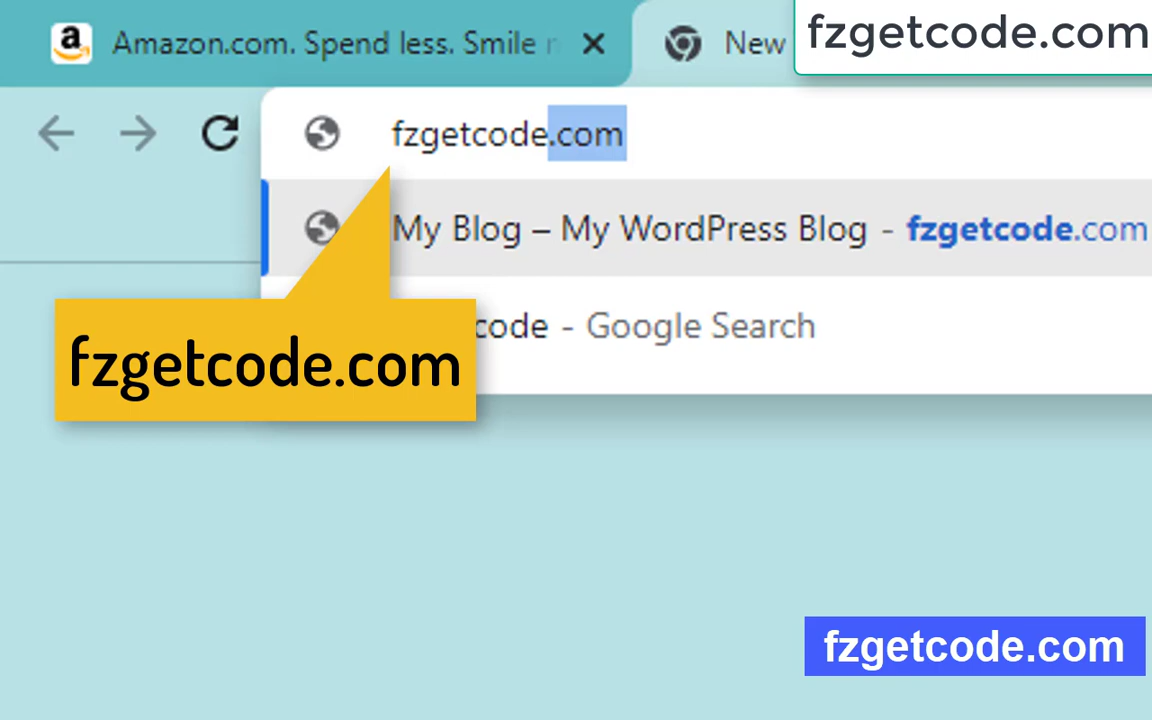 Amazon.com. Spend less. Smile
New
fzgetcode.com
fzgetcode.com
My Blog – My WordPress Blog - fzgetcode.com
code - Google Search
fzgetcode.com
fzgetcode.com